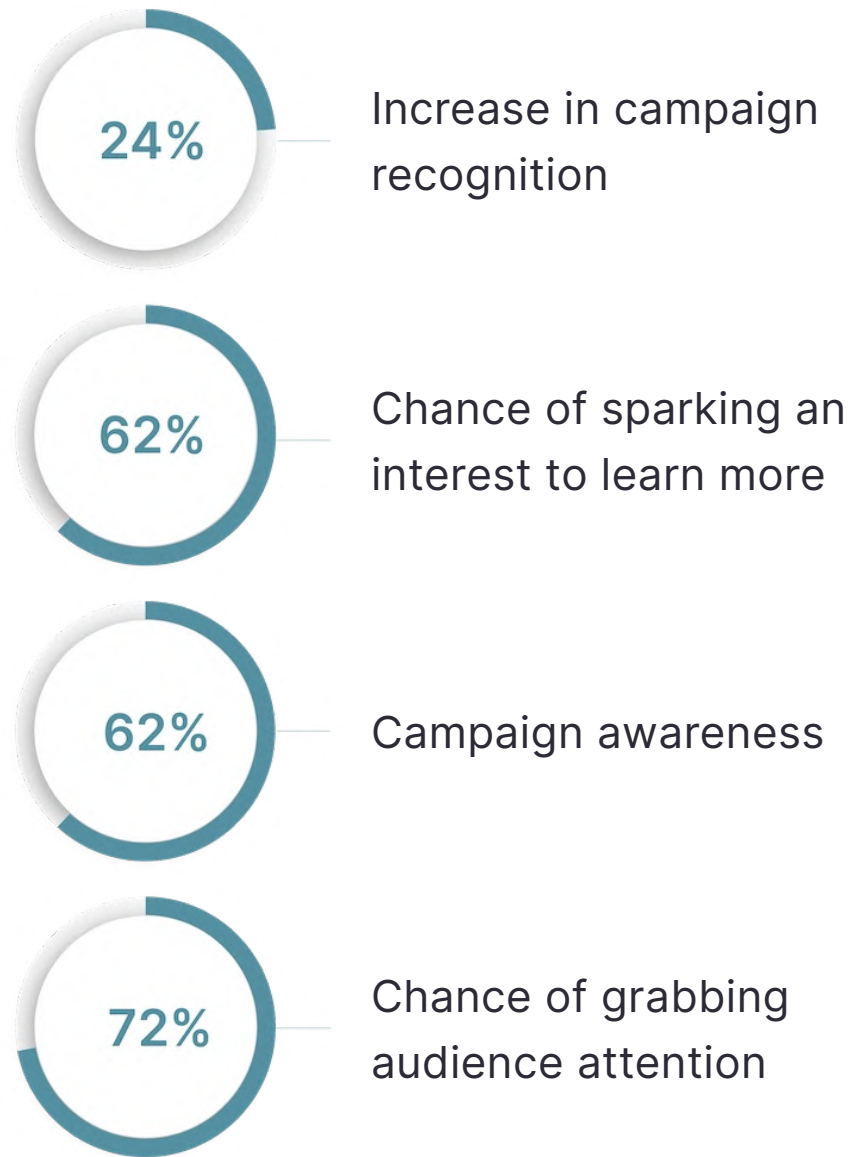 24%
Increase in campaign
recognition
62%
Chance of sparking an
interest to learn more
62%
Campaign awareness
72%
Chance of grabbing
audience attention